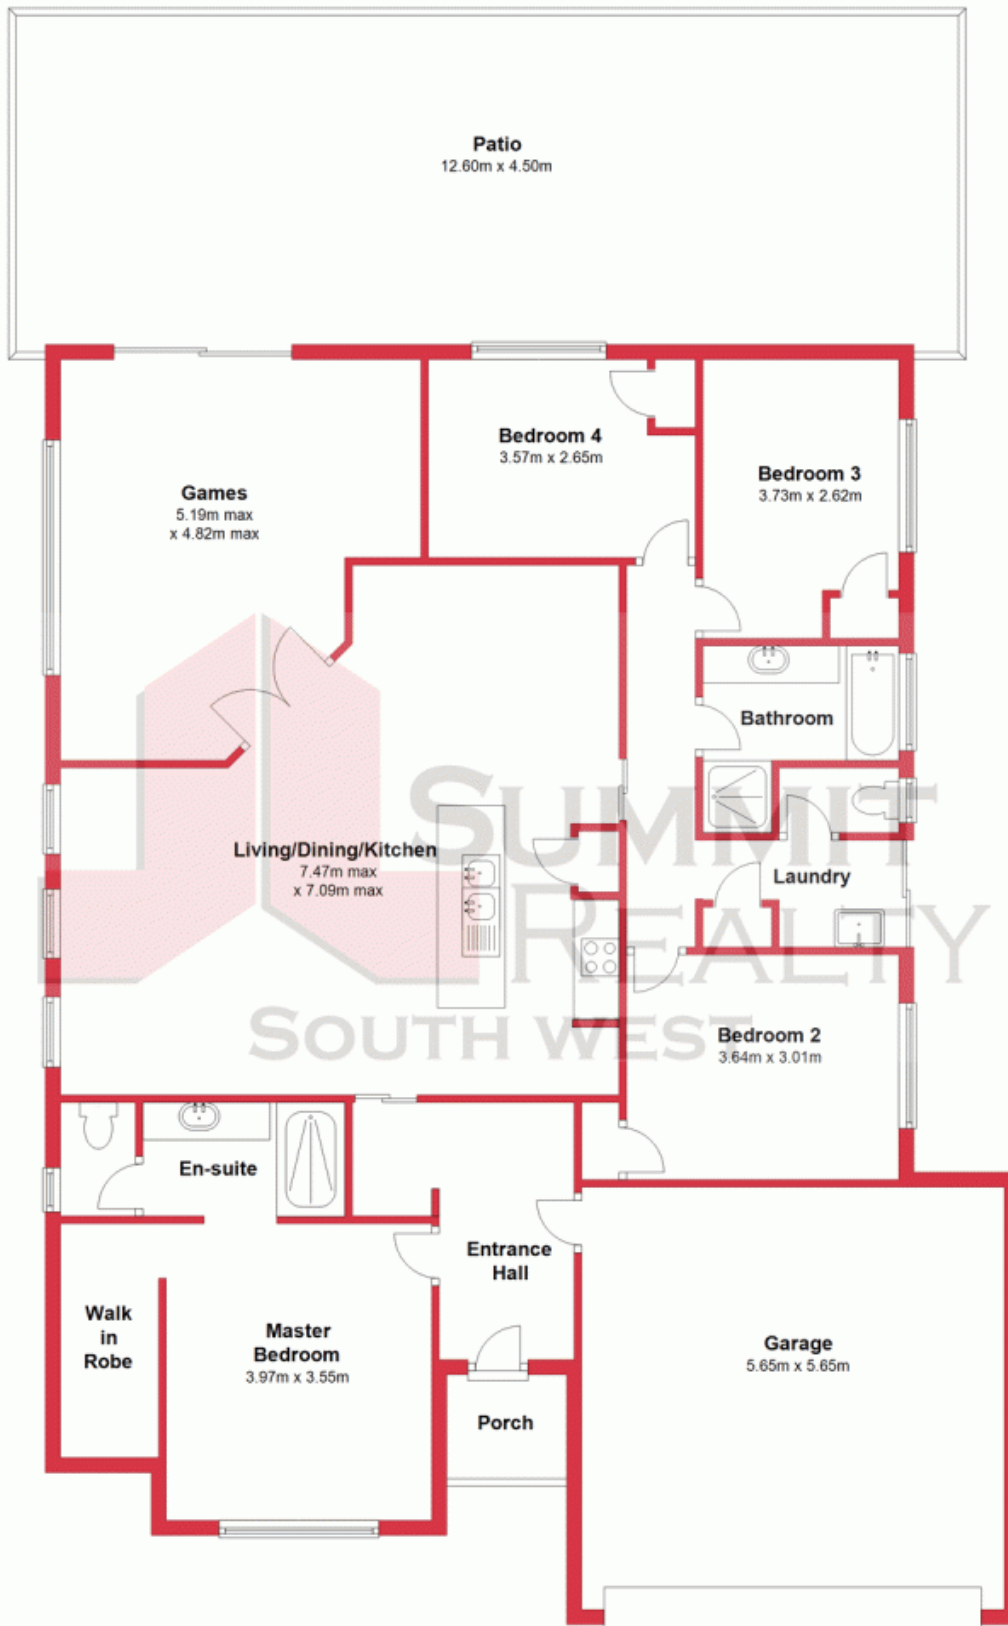 Patio
12.60m x 4.50m
Bedroom 4
3.57m x 2.65m
Bedroom 3
3.73m x 2.62m
Games
5.19m max
x 4.82m max
Bathroom
SUMMIT
Living/Dining/Kitchen
7.47m max
x 7.09m max
Laundry
REALTY
SOUTH WEST
Bedroom 2
3.64m x 3.01m
En-suite
Entrance
Hall
Walk
in
Robe
Master
Bedroom
3.97m x 3.55m
Garage
5.65m x 5.65m
Porch